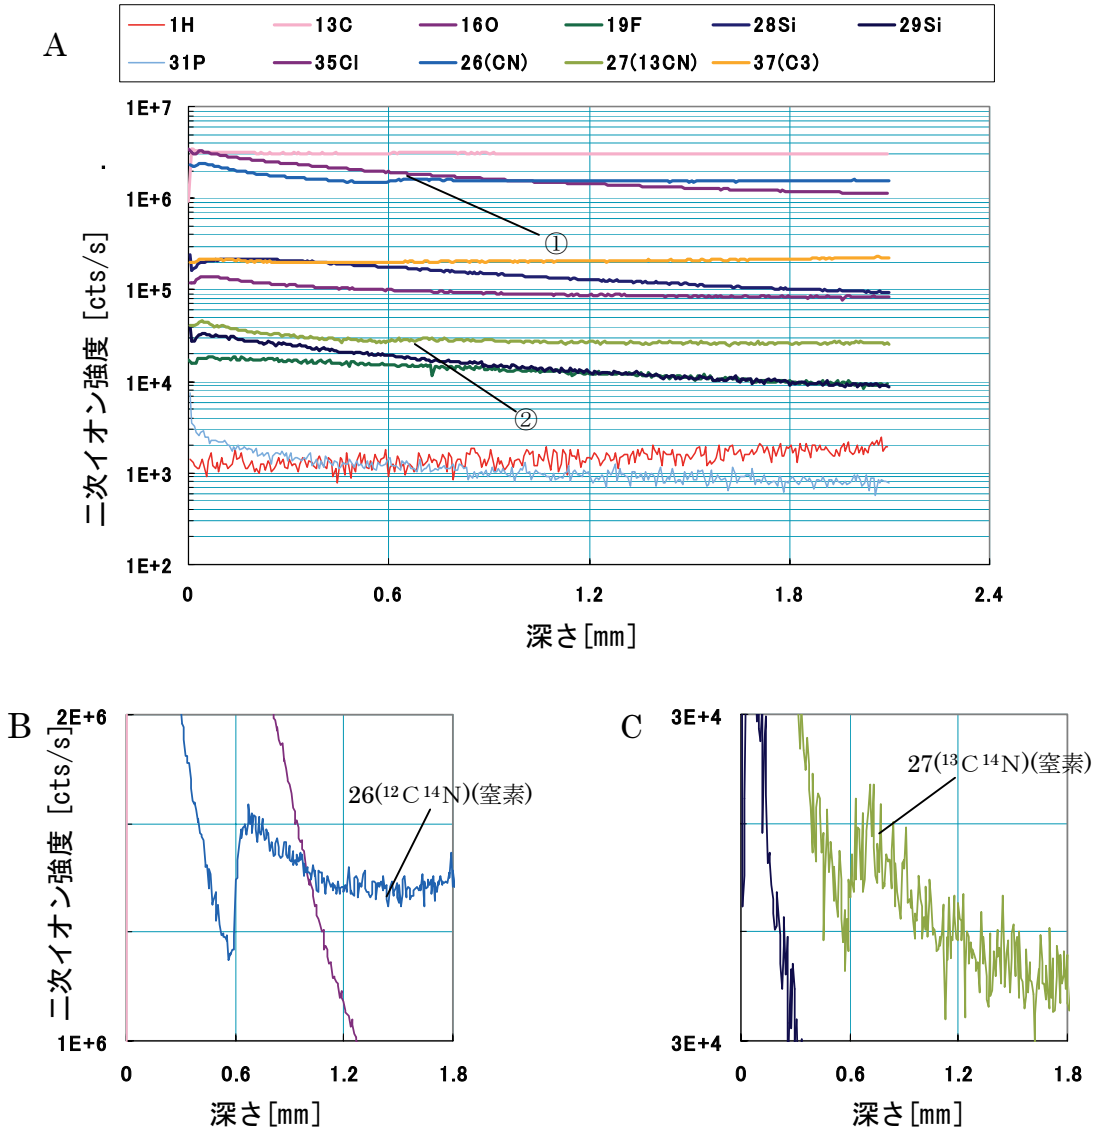 1H 13C 16O 19F 28Si 29Si
A
31P 35Cl 26(CN) 27(13CN) 37(C3)
1E+7
1E+6
①
1E+5
1E+4
②
1E+3
1E+2
二次イオン強度 [cts/s]
0 0.6 1.2 1.8 2.4
深さ[mm]
B
2E+6
26(¹²C¹⁴N)(窒素)
1E+6
二次イオン強度 [cts/s]
0 0.6 1.2 1.8
深さ[mm]
C
3E+4
27(¹³C¹⁴N)(窒素)
3E+4
0 0.6 1.2 1.8
深さ[mm]